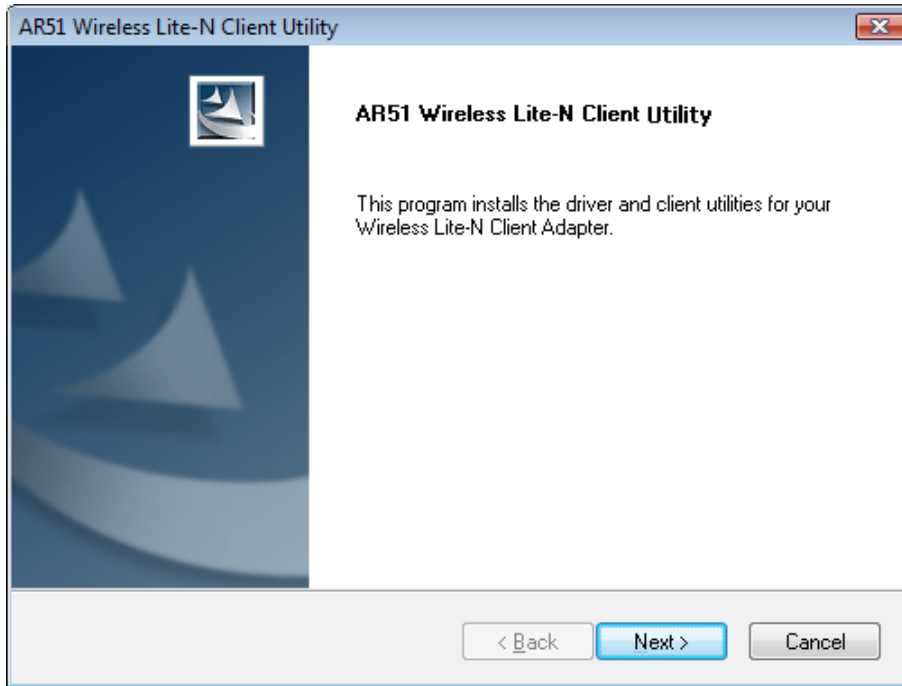 AR51 Wireless Lite-N Client Utility
AR51 Wireless Lite-N Client Utility
This program installs the driver and client utilities for your
Wireless Lite-N Client Adapter.
< Back
Next >
Cancel